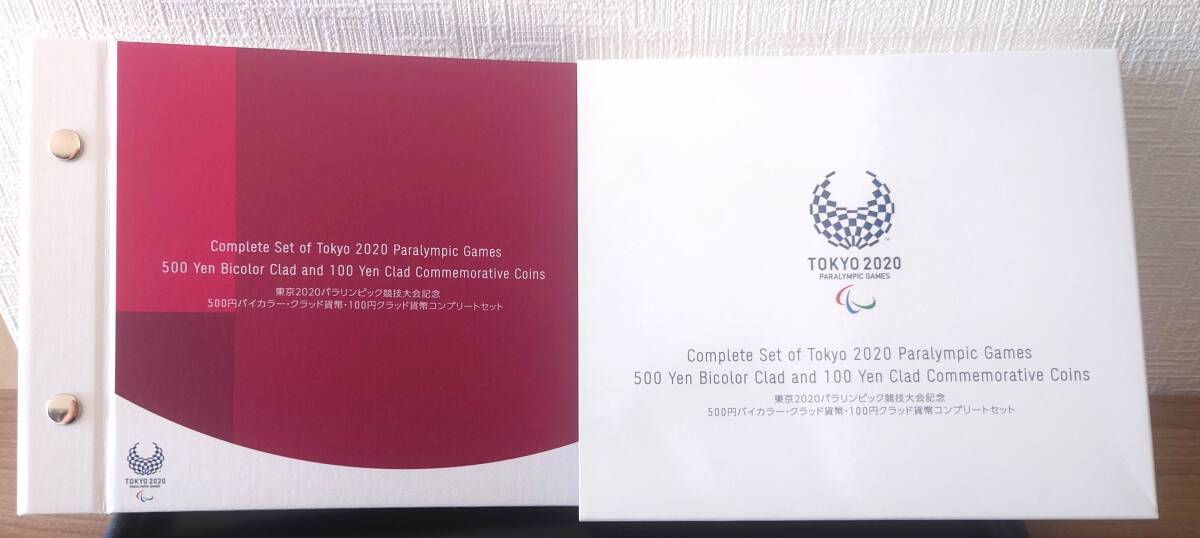 Complete Set of Tokyo 2020 Paralympic Games
500 Yen Bicolor Clad and 100 Yen Clad Commemorative Coins
東京2020パラリンピック競技大会記念
500円バイカラー・クラッド貨幣・100円クラッド貨幣コンプリートセット
TOKYO 2020
PARALYMPIC GAMES
TM
TOKYO 2020
PARALYMPIC GAMES
Complete Set of Tokyo 2020 Paralympic Games
500 Yen Bicolor Clad and 100 Yen Clad Commemorative Coins
東京2020パラリンピック競技大会記念
500円バイカラー・クラッド貨幣・100円クラッド貨幣コンプリートセット